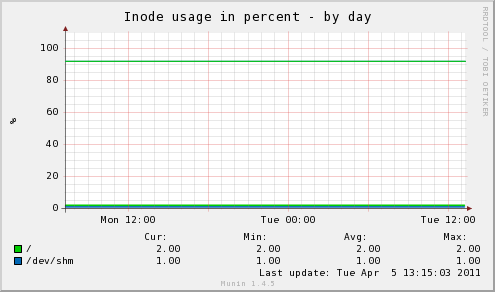 Inode usage in percent - by day
RRDTOOL / TOBI OETIKER
%
100
80
60
40
20
0
Mon 12:00 Tue 00:00 Tue 12:00
Cur: Min: Avg: Max:
/ 2.00 2.00 2.00 2.00
/dev/shm 1.00 1.00 1.00 1.00
Last update: Tue Apr  5 13:15:03 2011
Munin 1.4.5